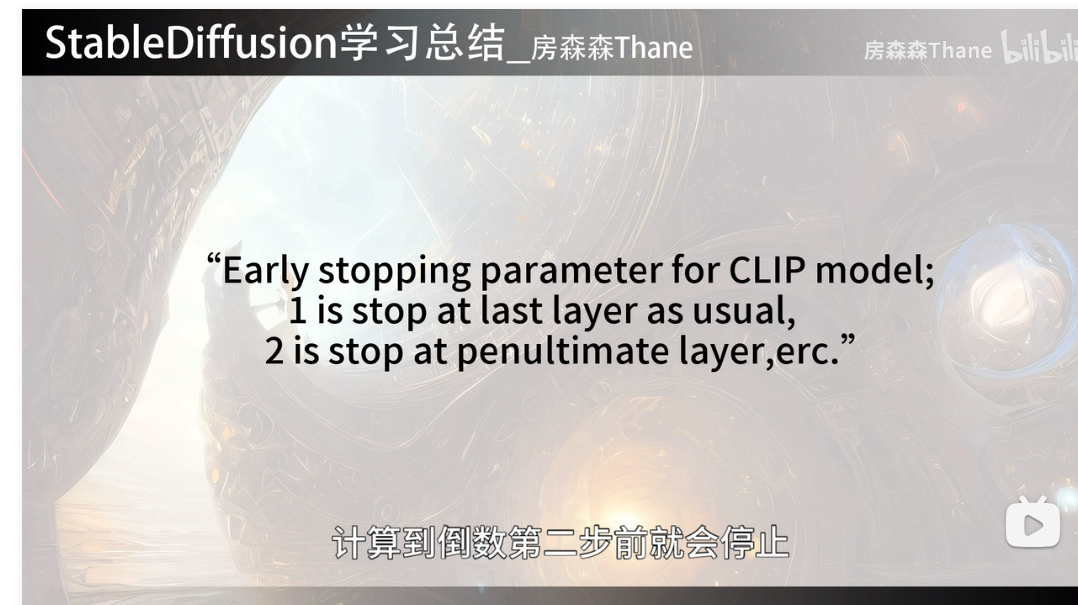 StableDiffusion学习总结_房森森Thane
房森森Thane bilibili
“Early stopping parameter for CLIP model;
1 is stop at last layer as usual,
2 is stop at penultimate layer,erc.”
计算到倒数第二步前就会停止